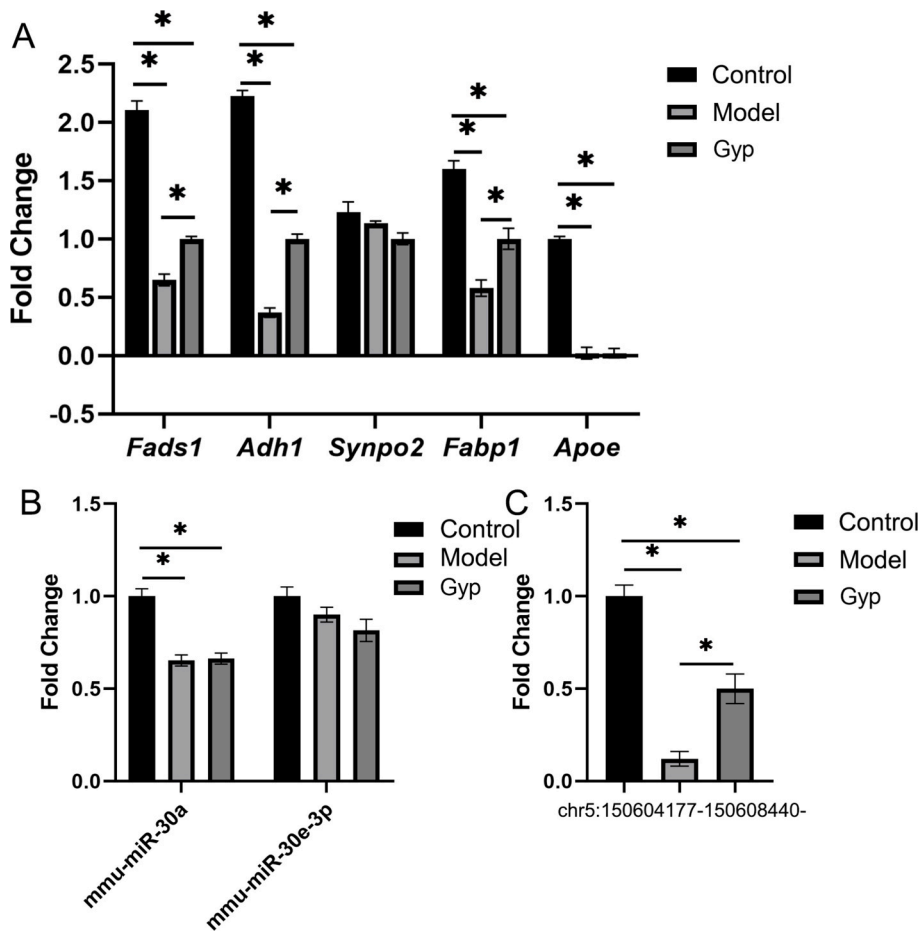 A
Fold Change
2.5
2.0
1.5
1.0
0.5
0.0
-0.5
* * * * * * * * * * *
Fads1 Adh1 Synpo2 Fabp1 Apoe
Control
Model
Gyp
B
Fold Change
1.5
1.0
0.5
0.0
* *
mmu-miR-30a
mmu-miR-30e-3p
Control
Model
Gyp
C
Fold Change
1.5
1.0
0.5
0.0
* * *
chr5:150604177-150608440-
Control
Model
Gyp